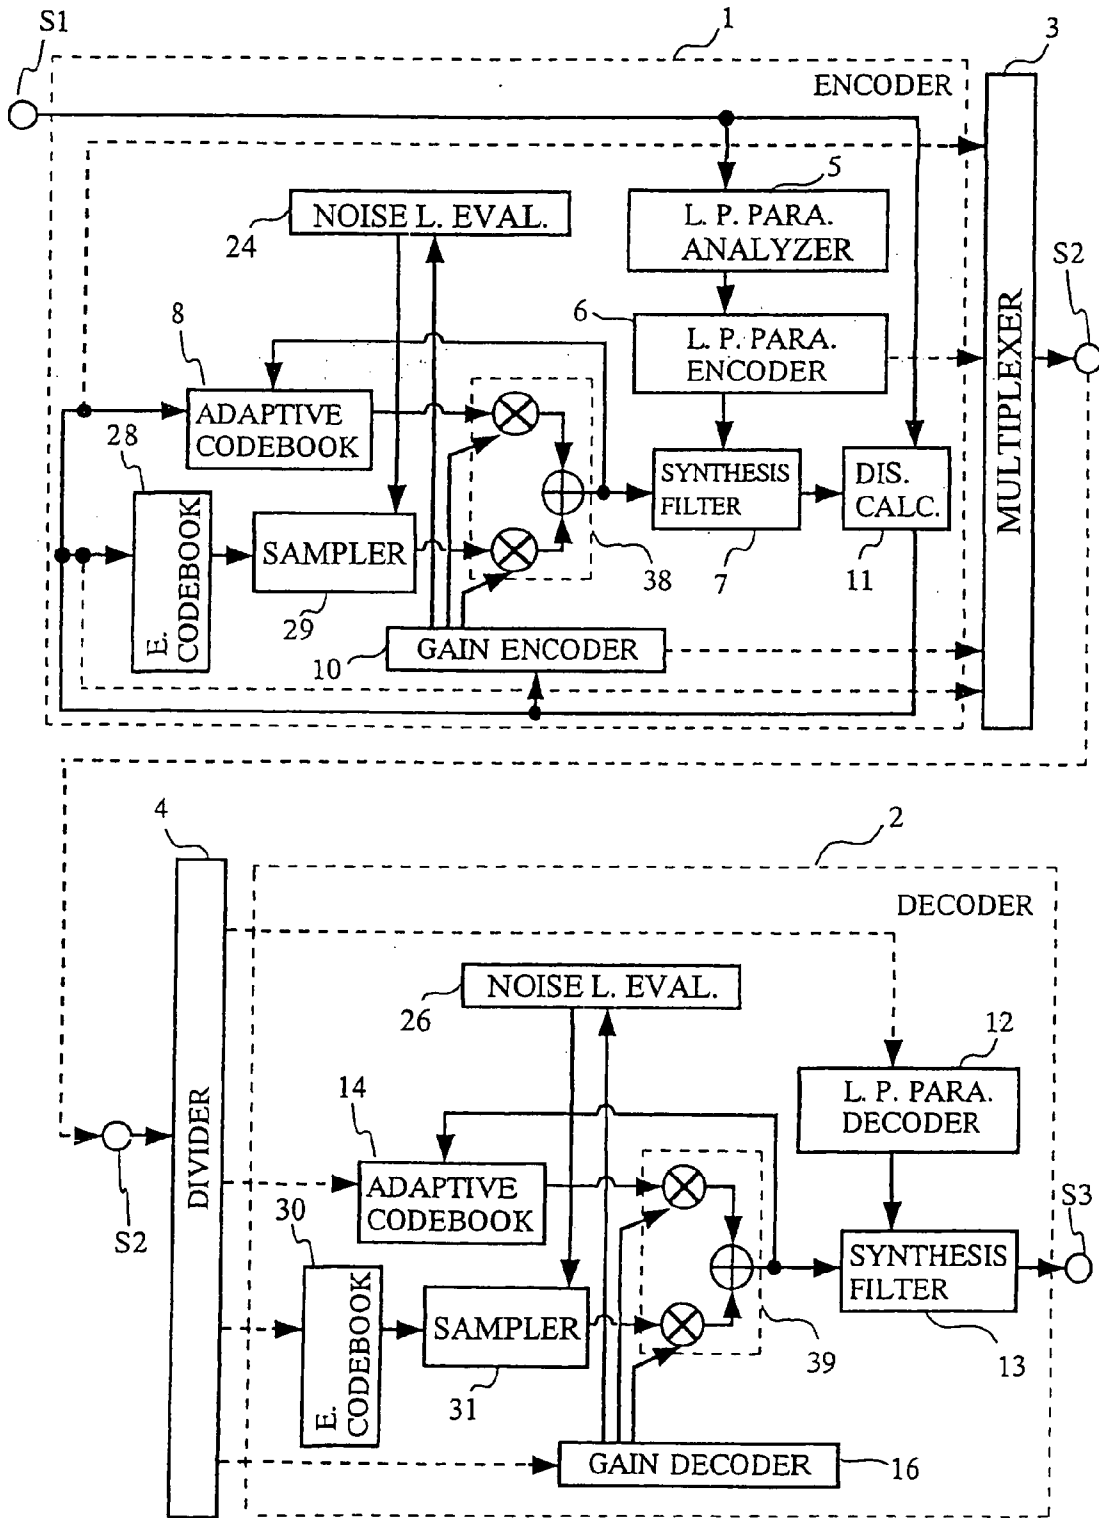 S1
1
3
ENCODER
5
24
NOISE L. EVAL.
L. P. PARA.
ANALYZER
S2
8
6
L. P. PARA.
ENCODER
MULTIPLEXER
ADAPTIVE
CODEBOOK
28
SYNTHESIS
FILTER
DIS.
CALC.
E.
CODEBOOK
SAMPLER
38
7
11
29
10
GAIN ENCODER
4
2
DECODER
26
NOISE L. EVAL.
12
L. P. PARA.
DECODER
14
DIVIDER
S2
ADAPTIVE
CODEBOOK
S3
30
SYNTHESIS
FILTER
E.
CODEBOOK
SAMPLER
39
13
31
GAIN DECODER
16